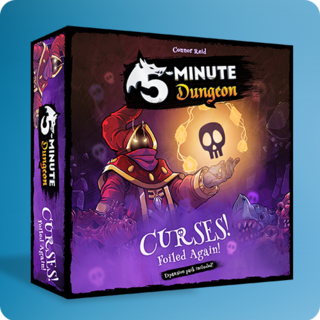 Connor Reid
5-MINUTE
Dungeon
CURSES!
Foiled Again!
Expansion pack included!
5-MINUTE
Dungeon
CURSES!
Foiled Again!